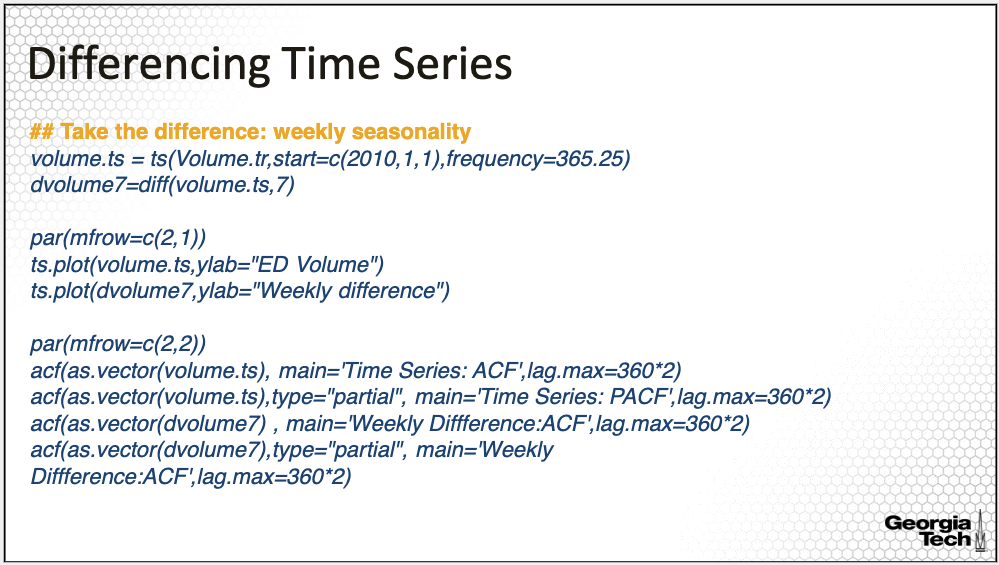 Differencing Time Series
## Take the difference: weekly seasonality
volume.ts = ts(Volume.tr,start=c(2010,1,1),frequency=365.25)
dvolume7=diff(volume.ts,7)
par(mfrow=c(2,1))
ts.plot(volume.ts,ylab="ED Volume")
ts.plot(dvolume7,ylab="Weekly difference")
par(mfrow=c(2,2))
acf(as.vector(volume.ts), main='Time Series: ACF',lag.max=360*2)
acf(as.vector(volume.ts),type="partial", main='Time Series: PACF',lag.max=360*2)
acf(as.vector(dvolume7) , main='Weekly Diffference:ACF',lag.max=360*2)
acf(as.vector(dvolume7),type="partial", main='Weekly
Diffference:ACF',lag.max=360*2)
Georgia
Tech